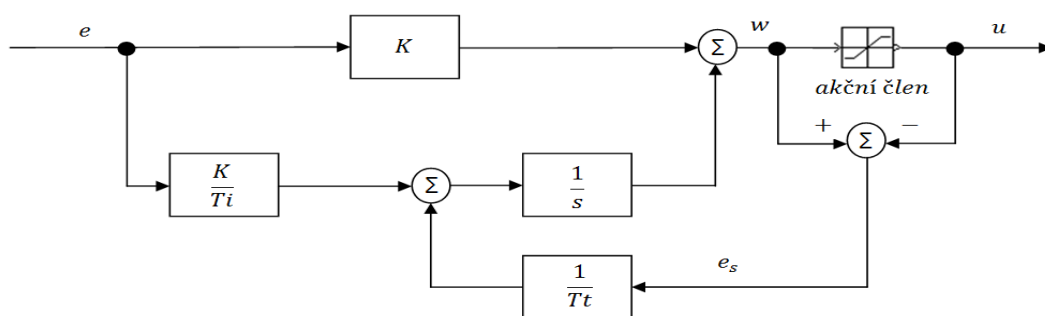 e
K
Σ
w
u
akční člen
+
Σ
−
K
Ti
Σ
1
s
1
Tt
e_s